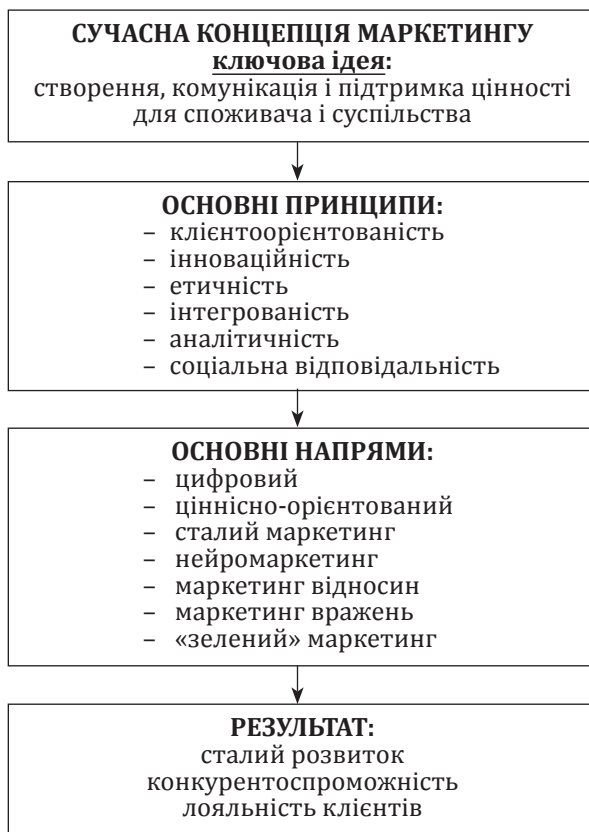 СУЧАСНА КОНЦЕПЦІЯ МАРКЕТИНГУ
ключова ідея:
створення, комунікація і підтримка цінності
для споживача і суспільства
ОСНОВНІ ПРИНЦИПИ:
– клієнтоорієнтованість
– інноваційність
– етичність
– інтегрованість
– аналітичність
– соціальна відповідальність
ОСНОВНІ НАПРЯМИ:
– цифровий
– ціннісно-орієнтований
– сталий маркетинг
– нейромаркетинг
– маркетинг відносин
– маркетинг вражень
– «зелений» маркетинг
РЕЗУЛЬТАТ:
сталий розвиток
конкурентоспроможність
лояльність клієнтів